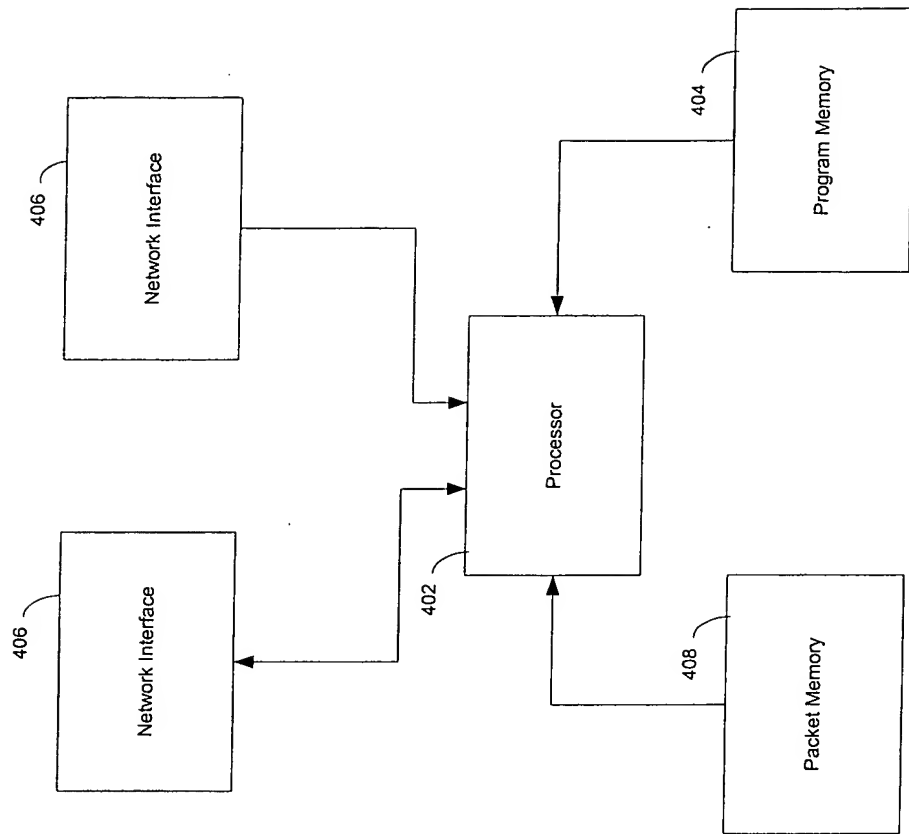 406
Network Interface
406
Network Interface
402
Processor
408
Packet Memory
404
Program Memory